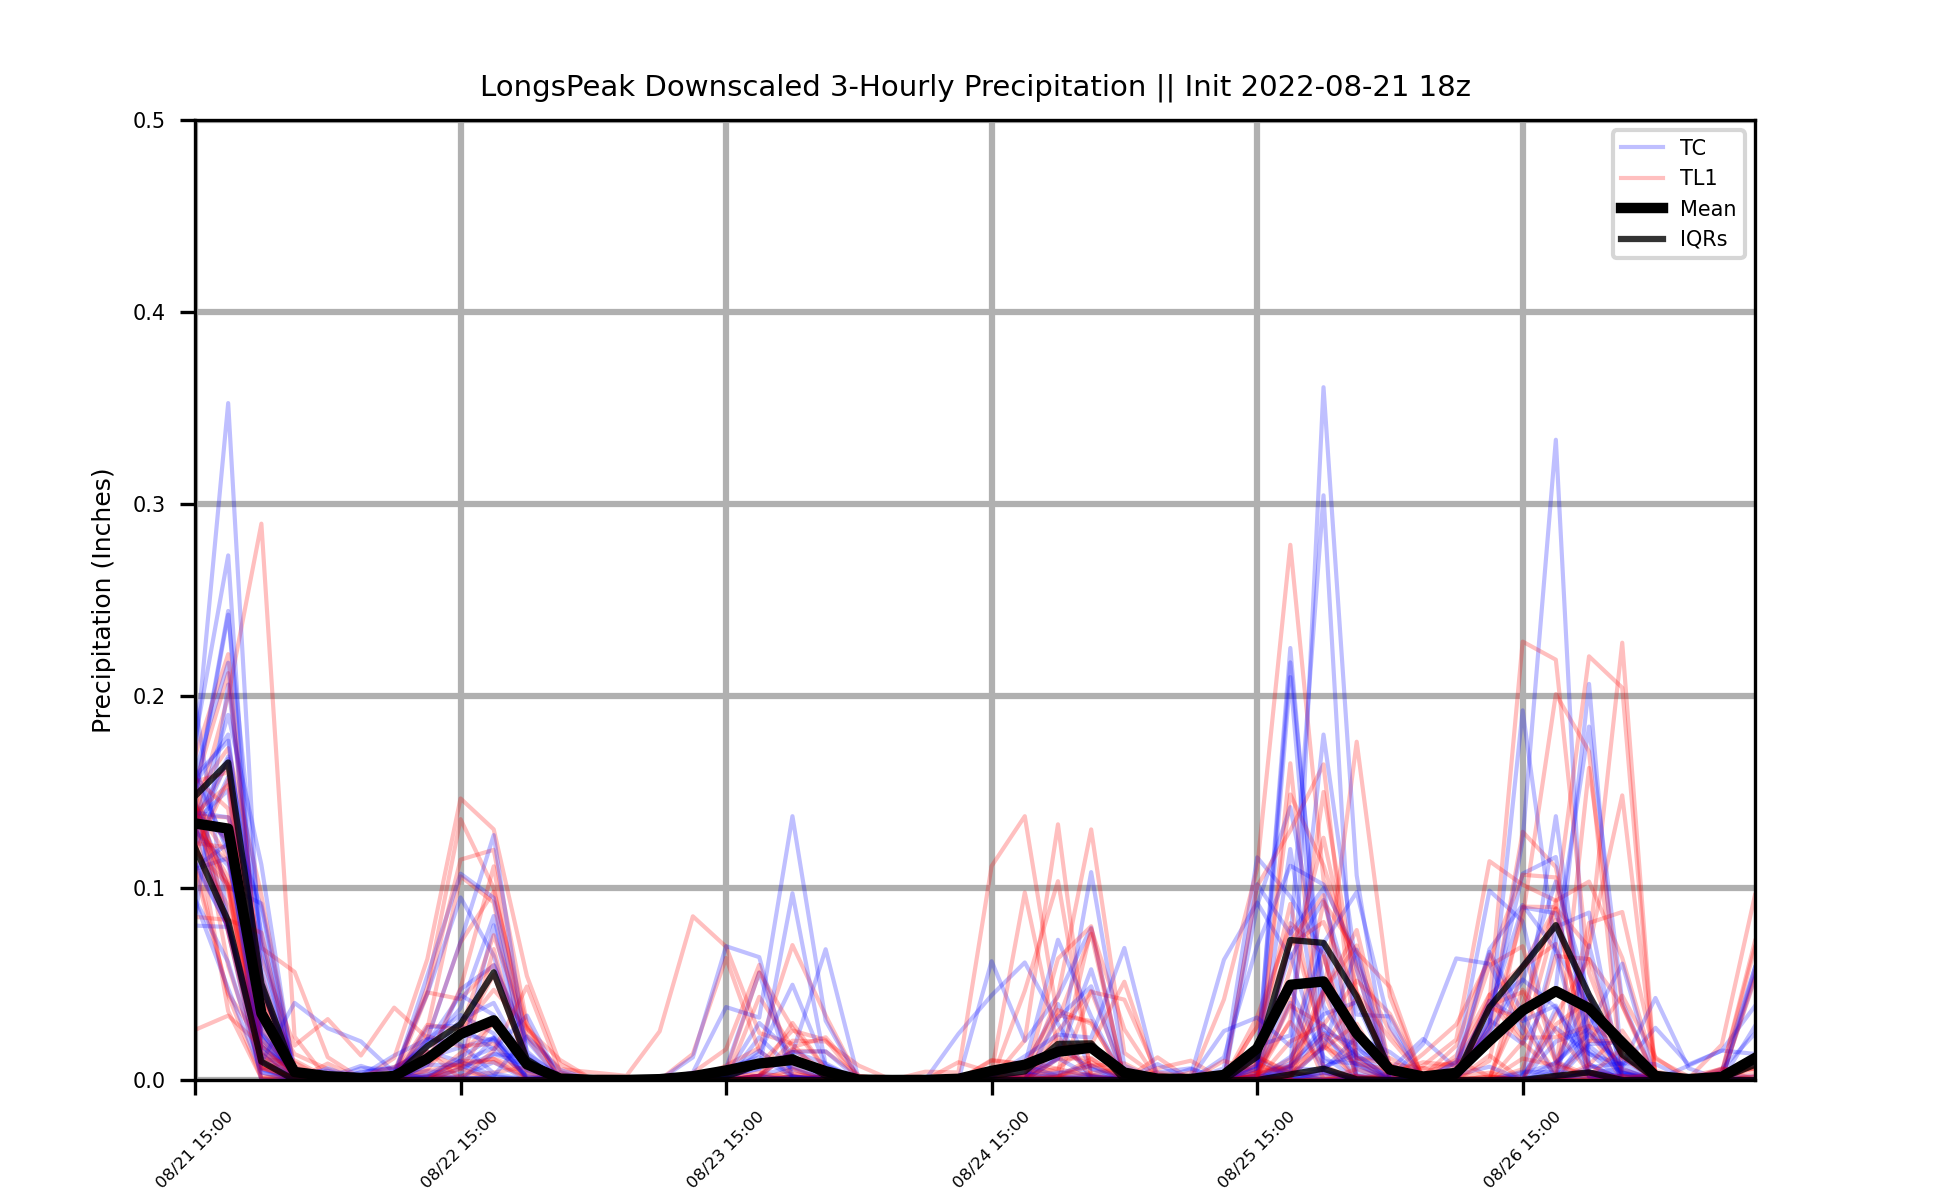 LongsPeak Downscaled 3-Hourly Precipitation || Init 2022-08-21 18z
Precipitation (Inches)
0.5
0.4
0.3
0.2
0.1
0.0
TC
TL1
Mean
IQRs
08/21 15:00
08/22 15:00
08/23 15:00
08/24 15:00
08/25 15:00
08/26 15:00